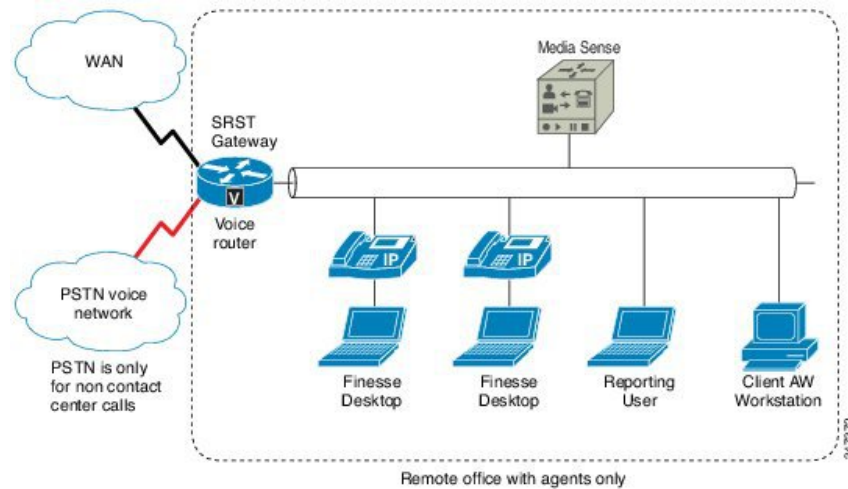 WAN
Media Sense
SRST
Gateway
V
Voice
router
IP
IP
PSTN voice
network
PSTN is only
for non contact
center calls
Finesse
Desktop
Finesse
Desktop
Reporting
User
Client AW
Workstation
Remote office with agents only